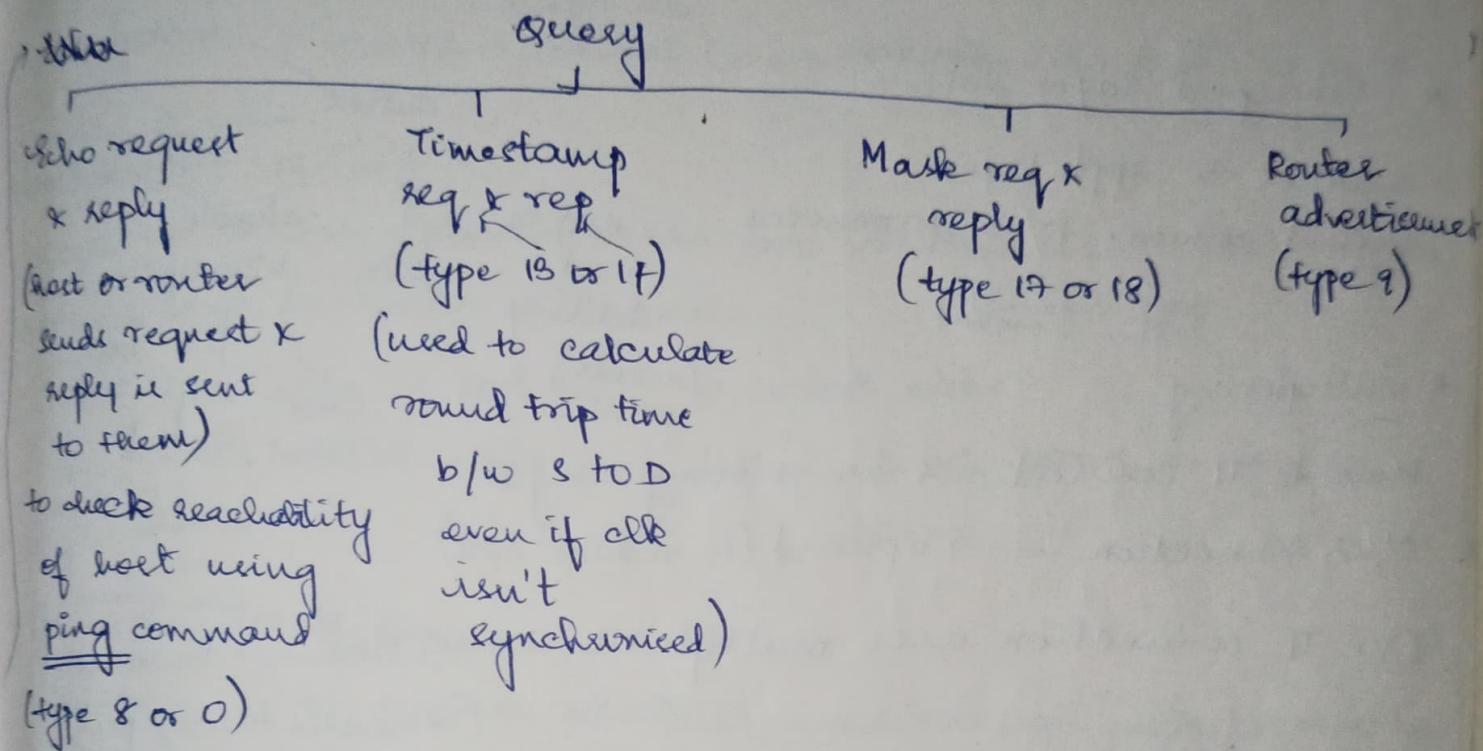 Query
Echo request
& reply
(host or router
sends request &
reply is sent
to them)
to check reachability
of host using
ping command
(type 8 or 0)
Timestamp
req & rep
(type 13 or 14)
(used to calculate
round trip time
b/w S to D
even if clk
isn't
synchronised)
Mask req &
reply
(type 17 or 18)
Router
(type 9)